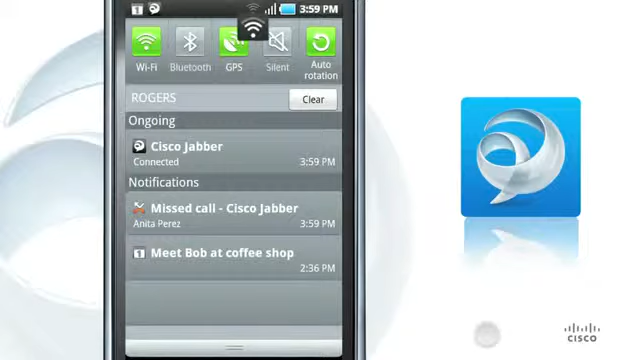 1 3:59 PM
Wi-Fi Bluetooth GPS Silent Auto rotation
ROGERS Clear
Ongoing
Cisco Jabber
Connected 3:59 PM
Notifications
Missed call - Cisco Jabber
Anita Perez 3:59 PM
1 Meet Bob at coffee shop
2:36 PM
CISCO